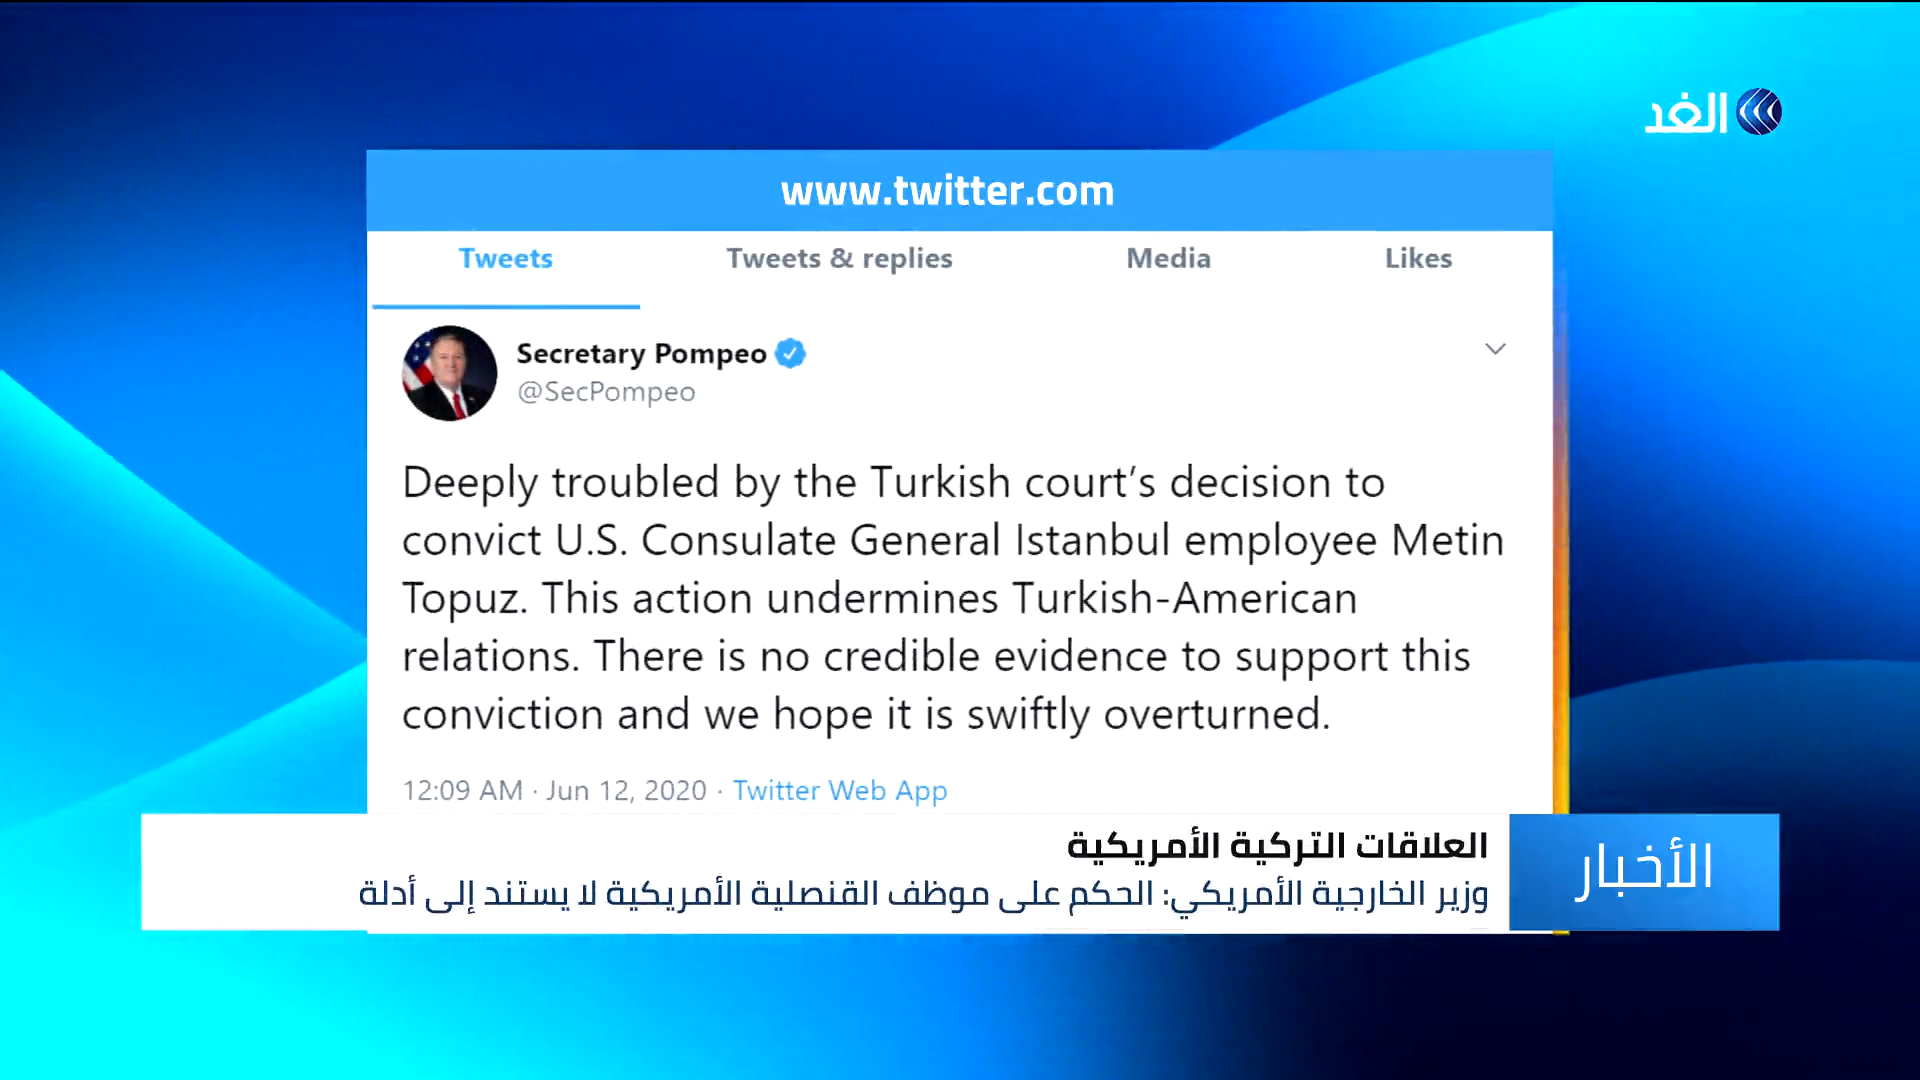 الغد
www.twitter.com
Tweets Tweets & replies Media Likes
Secretary Pompeo
@SecPompeo
Deeply troubled by the Turkish court’s decision to
convict U.S. Consulate General Istanbul employee Metin
Topuz. This action undermines Turkish-American
relations. There is no credible evidence to support this
conviction and we hope it is swiftly overturned.
12:09 AM · Jun 12, 2020 · Twitter Web App
الأخبار
العلاقات التركية الأمريكية
وزير الخارجية الأمريكي: الحكم على موظف القنصلية الأمريكية لا يستند إلى أدلة